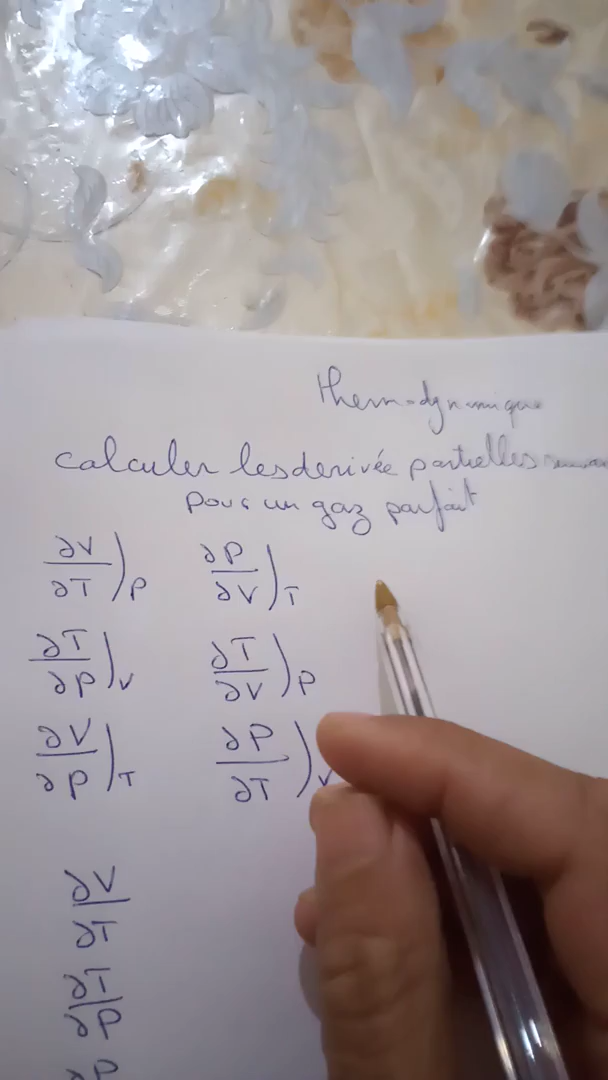 thermodynamique
calculer les derivée partielles
pour un gaz parfait
∂V/∂T)P ∂P/∂V)T
∂T/∂P)V ∂T/∂V)P
∂V/∂P)T ∂P/∂T)V
∂V/∂T
∂T/∂P
∂P